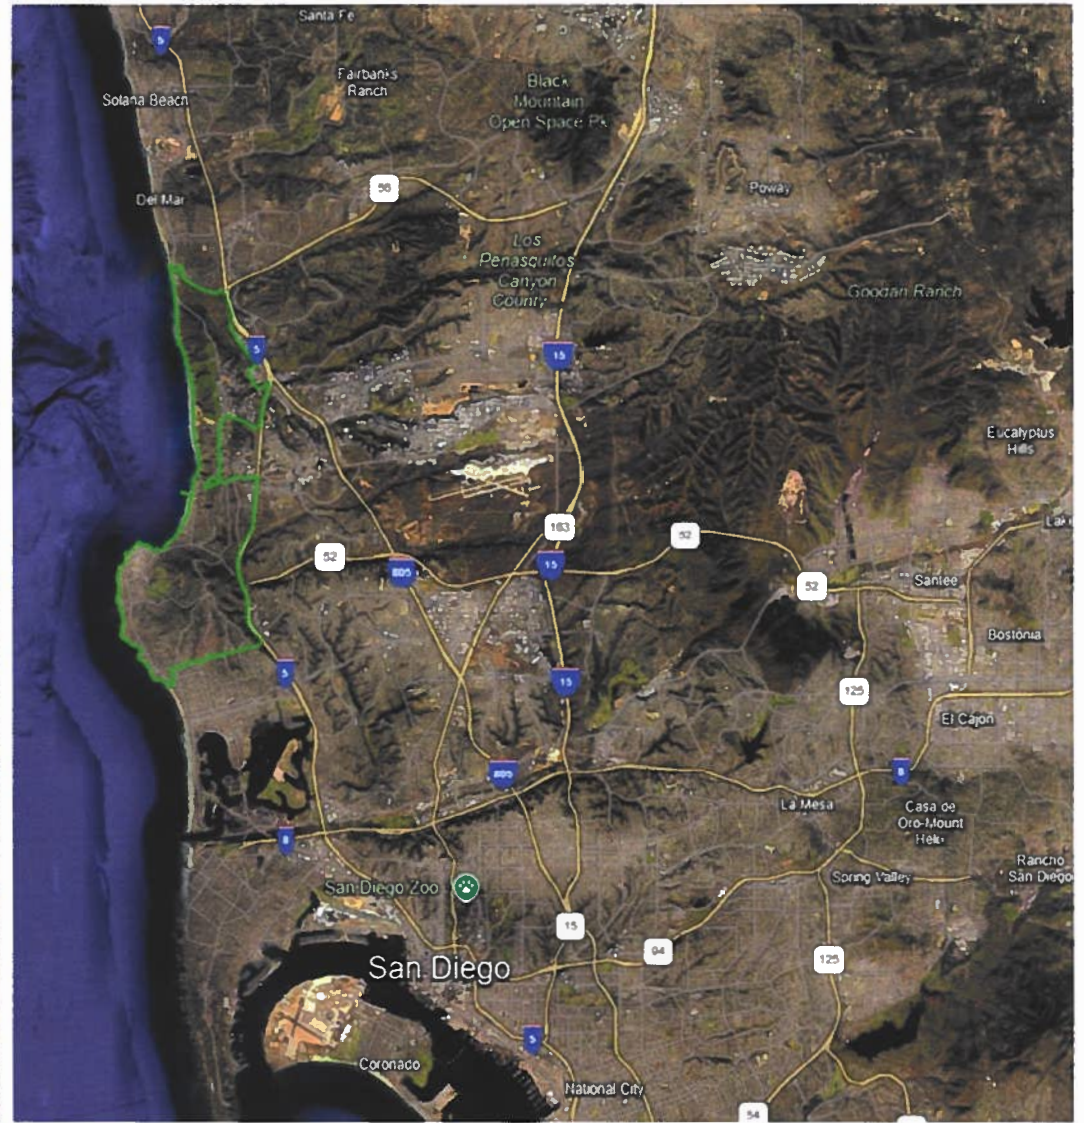 Santa Fe
5
Fairbanks
Ranch
Solana Beach
Black
Mountain
Open Space Pk
56
Poway
Del Mar
Los
Penasquitos
Canyon
County
Goodan Ranch
5
15
Eucalyptus
Hills
163
Lake
52
52
805
15
52
Santee
Bostonia
5
15
125
El Cajon
805
8
La Mesa
Casa de
Oro-Mount
Helix
8
Rancho
San Diego
Spring Valley
San Diego Zoo
15
94
125
San Diego
5
Coronado
National City
54